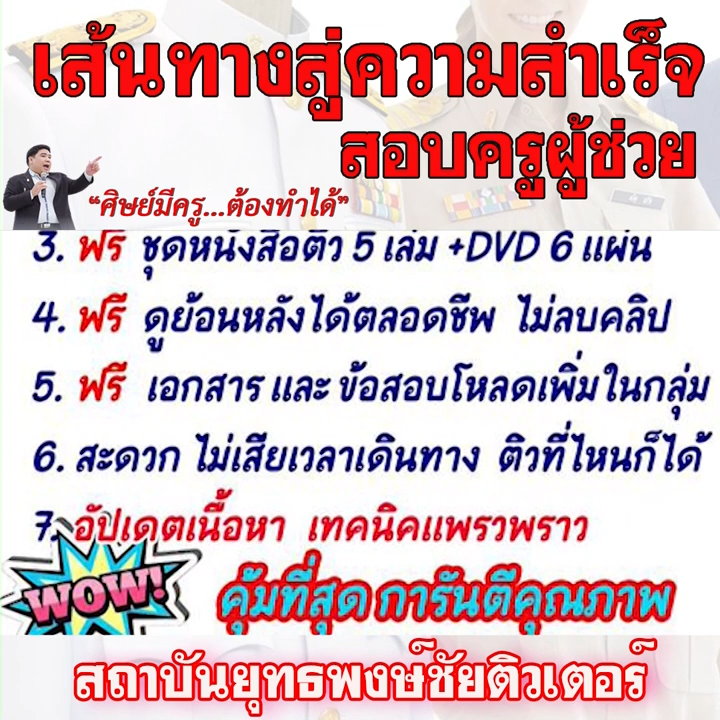 เส้นทางสู่ความสำเร็จ
สอบครูผู้ช่วย
“ศิษย์มีครู...ต้องทำได้”
3. ฟรี ชุดหนังสือติว 5 เล่ม +DVD 6 แผ่น
4. ฟรี ดูย้อนหลังได้ตลอดชีพ ไม่ลบคลิป
5. ฟรี เอกสาร และ ข้อสอบโหลดเพิ่มในกลุ่ม
6. สะดวก ไม่เสียเวลาเดินทาง ติวที่ไหนก็ได้
7. อัปเดตเนื้อหา เทคนิคแพรวพราว
WOW!
คุ้มที่สุด การันตีคุณภาพ
สถาบันยุทธพงษ์ชัยติวเตอร์